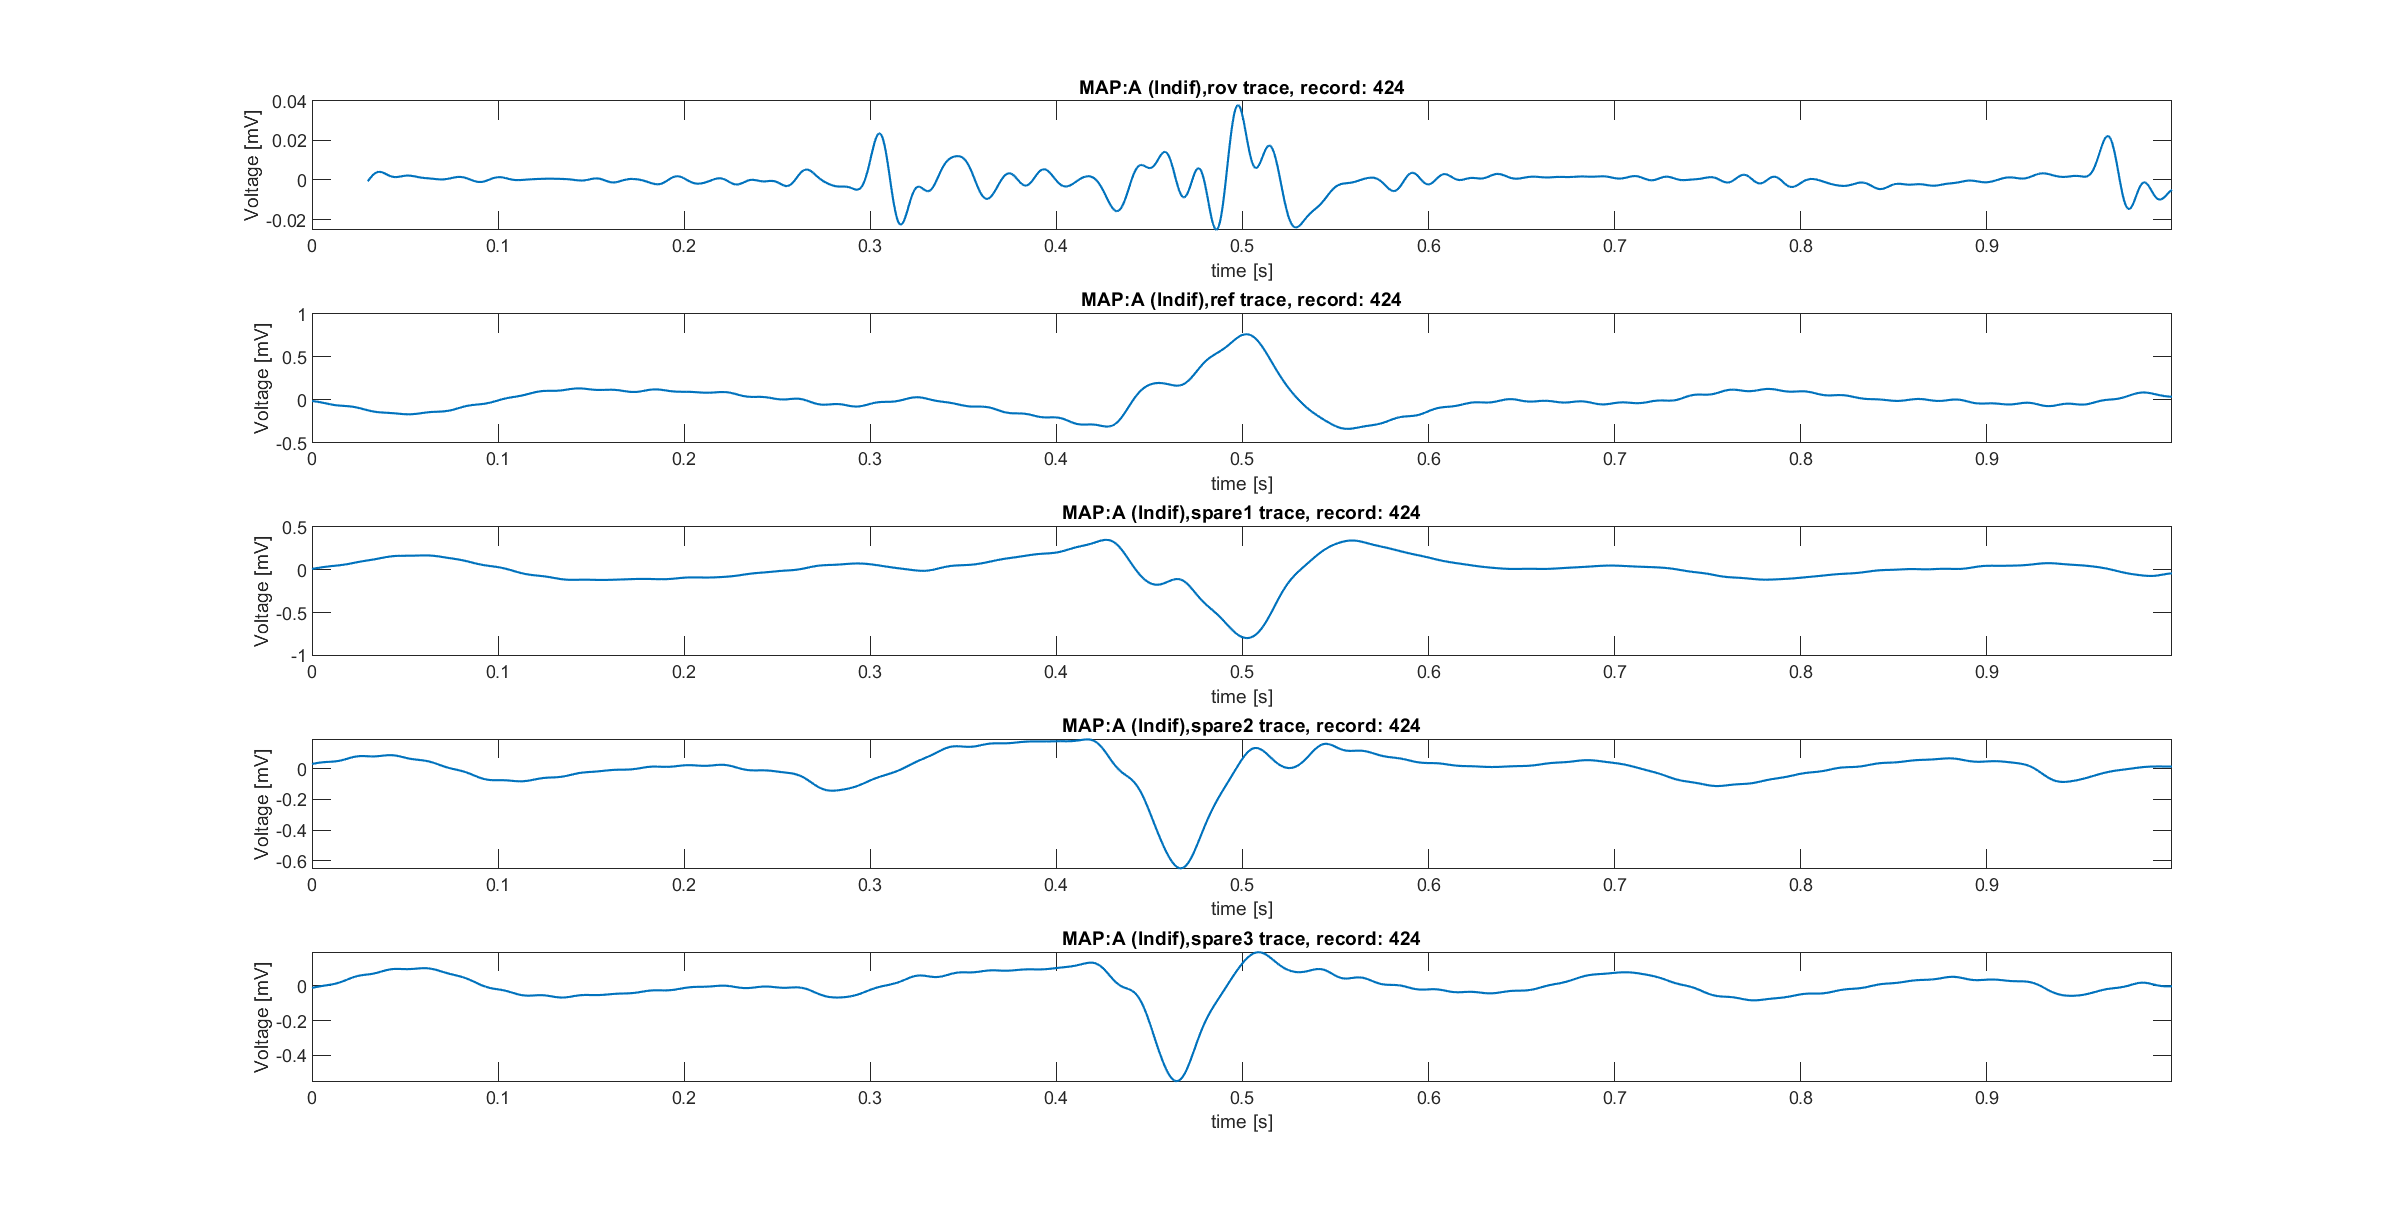 MAP:A (Indif),rov trace, record: 424
Voltage [mV]
0.04
0.02
0
-0.02
0 0.1 0.2 0.3 0.4 0.5 0.6 0.7 0.8 0.9
time [s]
MAP:A (Indif),ref trace, record: 424
Voltage [mV]
1
0.5
0
-0.5
0 0.1 0.2 0.3 0.4 0.5 0.6 0.7 0.8 0.9
time [s]
MAP:A (Indif),spare1 trace, record: 424
Voltage [mV]
0.5
0
-0.5
-1
0 0.1 0.2 0.3 0.4 0.5 0.6 0.7 0.8 0.9
time [s]
MAP:A (Indif),spare2 trace, record: 424
Voltage [mV]
0
-0.2
-0.4
-0.6
0 0.1 0.2 0.3 0.4 0.5 0.6 0.7 0.8 0.9
time [s]
MAP:A (Indif),spare3 trace, record: 424
Voltage [mV]
0
-0.2
-0.4
0 0.1 0.2 0.3 0.4 0.5 0.6 0.7 0.8 0.9
time [s]